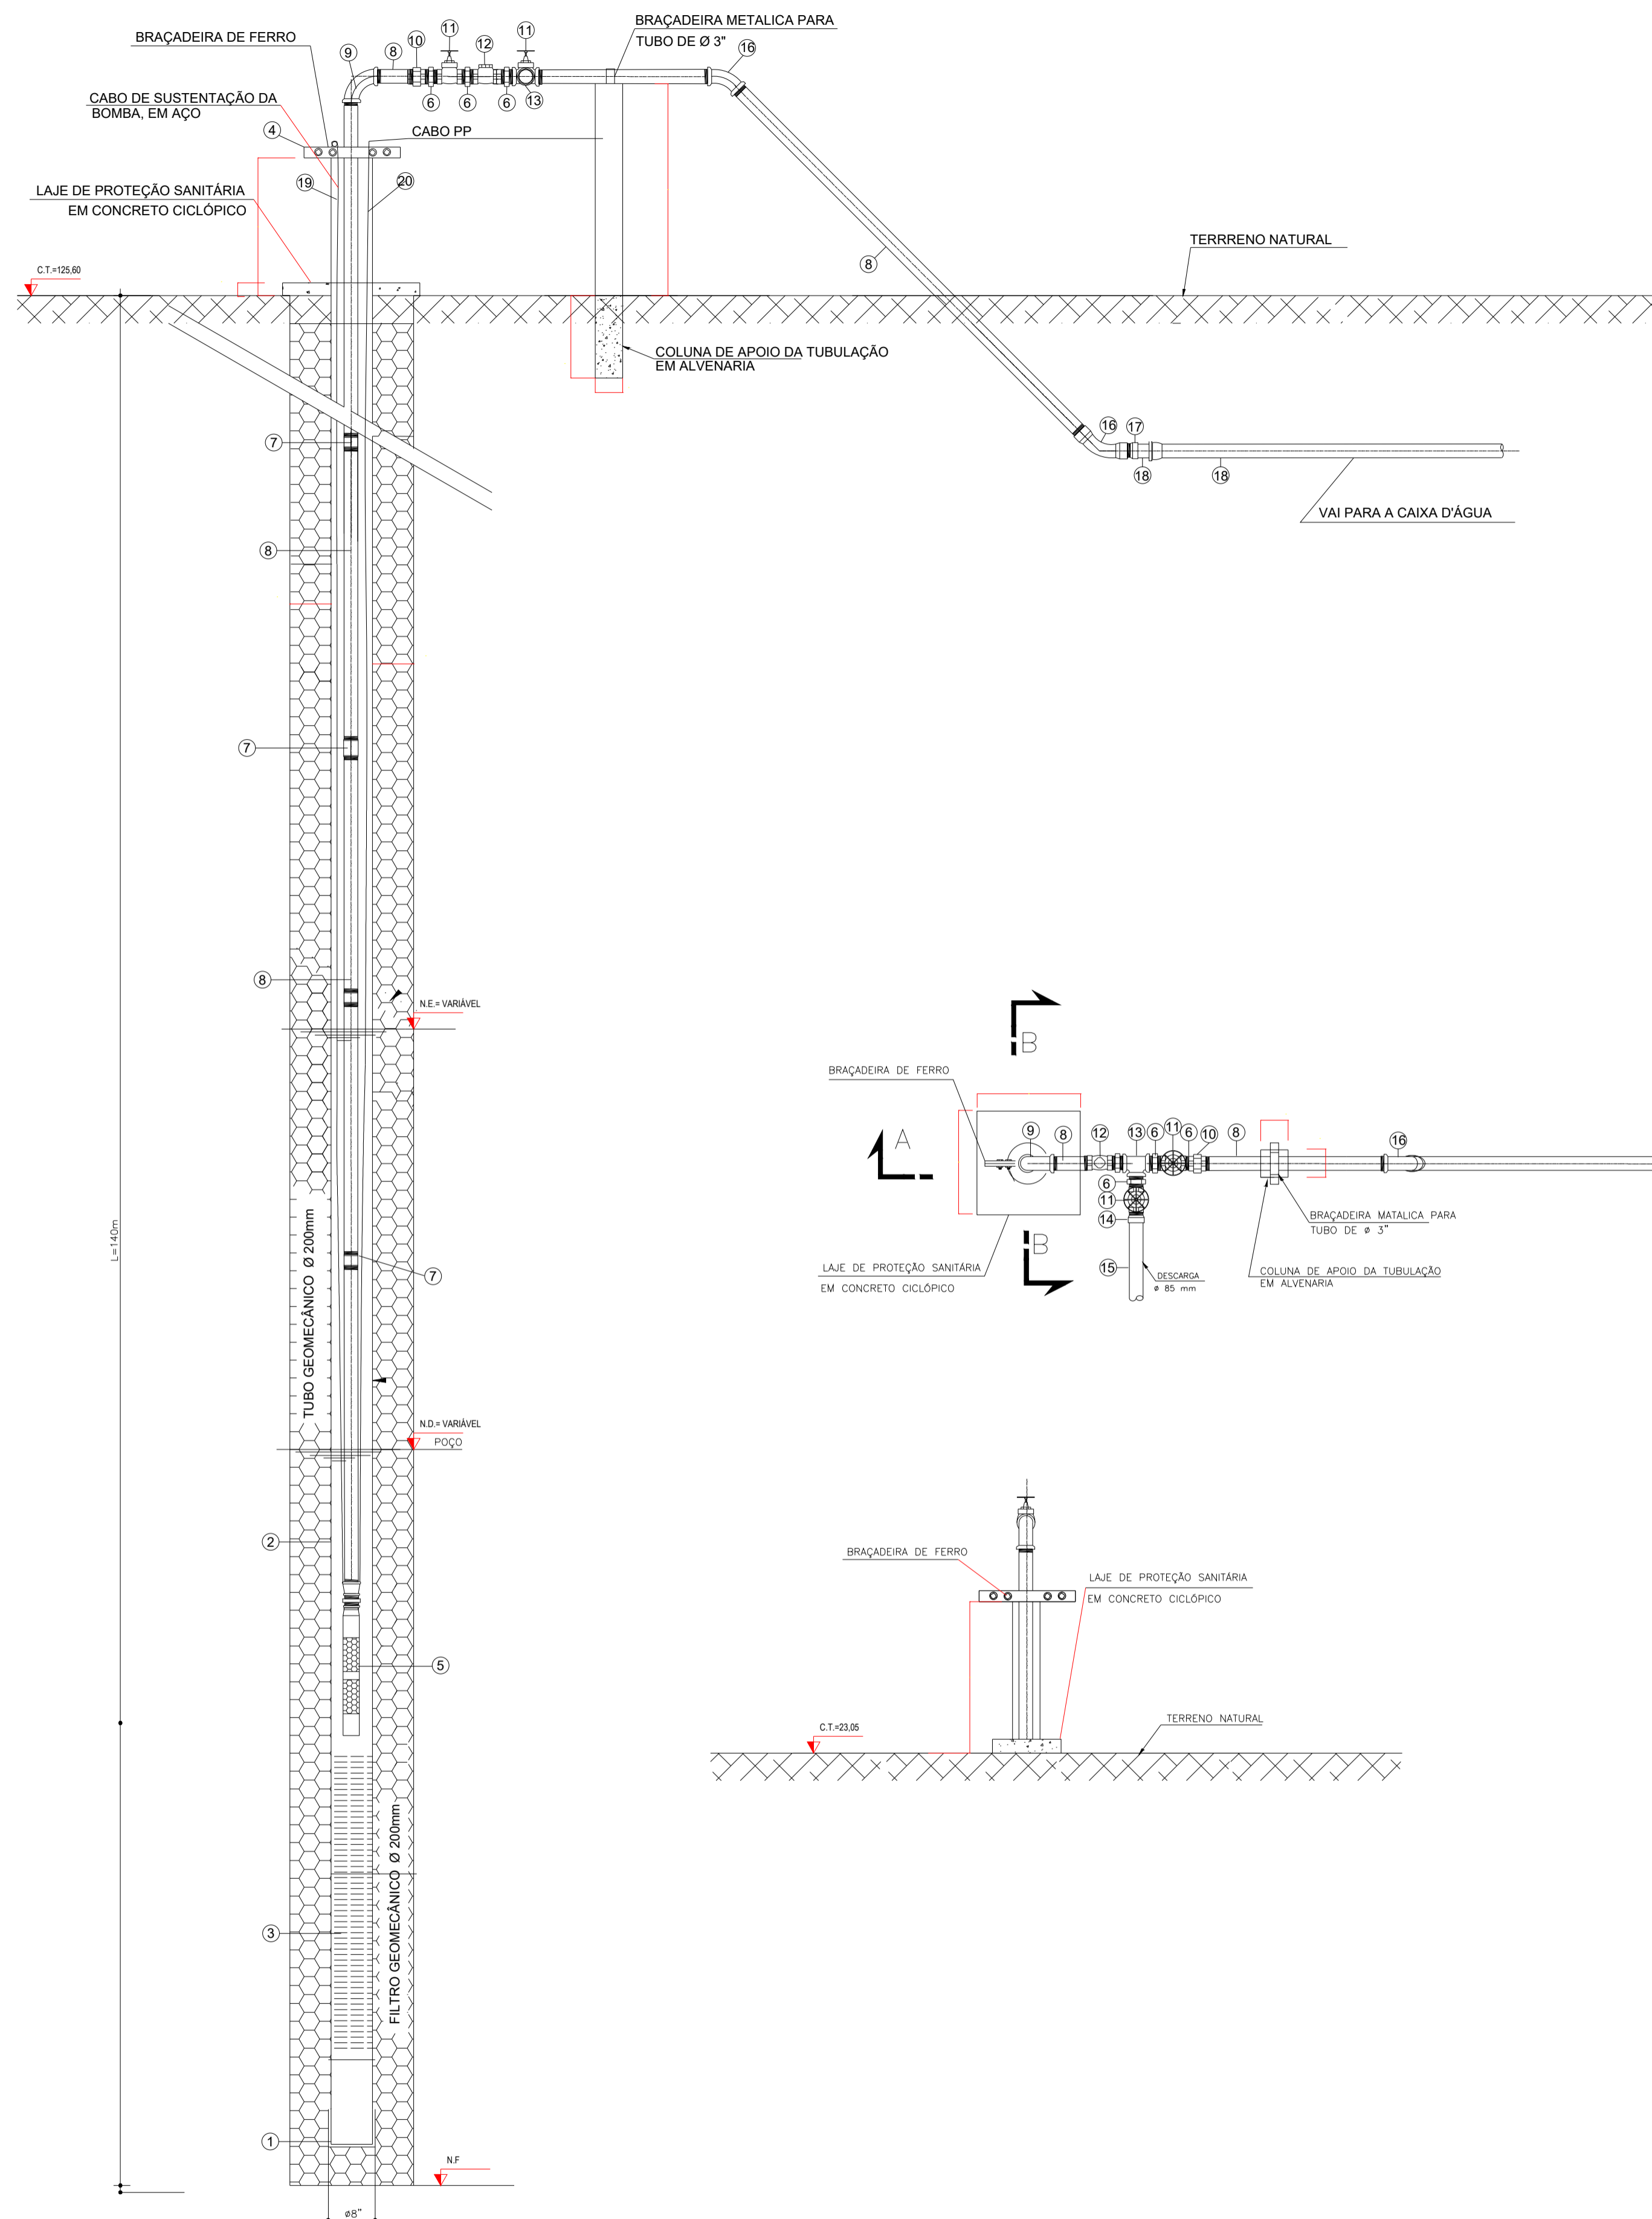 BRAÇADEIRA DE FERRO
9
8
10
11
12
11
BRAÇADEIRA METALICA PARA
TUBO DE Ø 3"
16
6
6
6
13
CABO DE SUSTENTAÇÃO DA
BOMBA, EM AÇO
4
CABO PP
19
20
LAJE DE PROTEÇÃO SANITÁRIA
EM CONCRETO CICLÓPICO
C.T.=125,60
8
TERRRENO NATURAL
COLUNA DE APOIO DA TUBULAÇÃO
EM ALVENARIA
16
17
18
18
VAI PARA A CAIXA D'ÁGUA
7
8
7
8
N.E.= VARIÁVEL
L=140m
TUBO GEOMECÂNICO Ø 200mm
7
N.D.= VARIÁVEL
POÇO
2
5
3
FILTRO GEOMECÂNICO Ø 200mm
1
N.F
ø8"
B
BRAÇADEIRA DE FERRO
A
9
8
12
13
6
11
6
10
8
16
6
11
14
15
B
DESCARGA
ø 85 mm
BRAÇADEIRA MATALICA PARA
TUBO DE ø 3"
LAJE DE PROTEÇÃO SANITÁRIA
EM CONCRETO CICLÓPICO
COLUNA DE APOIO DA TUBULAÇÃO
EM ALVENARIA
BRAÇADEIRA DE FERRO
LAJE DE PROTEÇÃO SANITÁRIA
EM CONCRETO CICLÓPICO
C.T.=23,05
TERRENO NATURAL